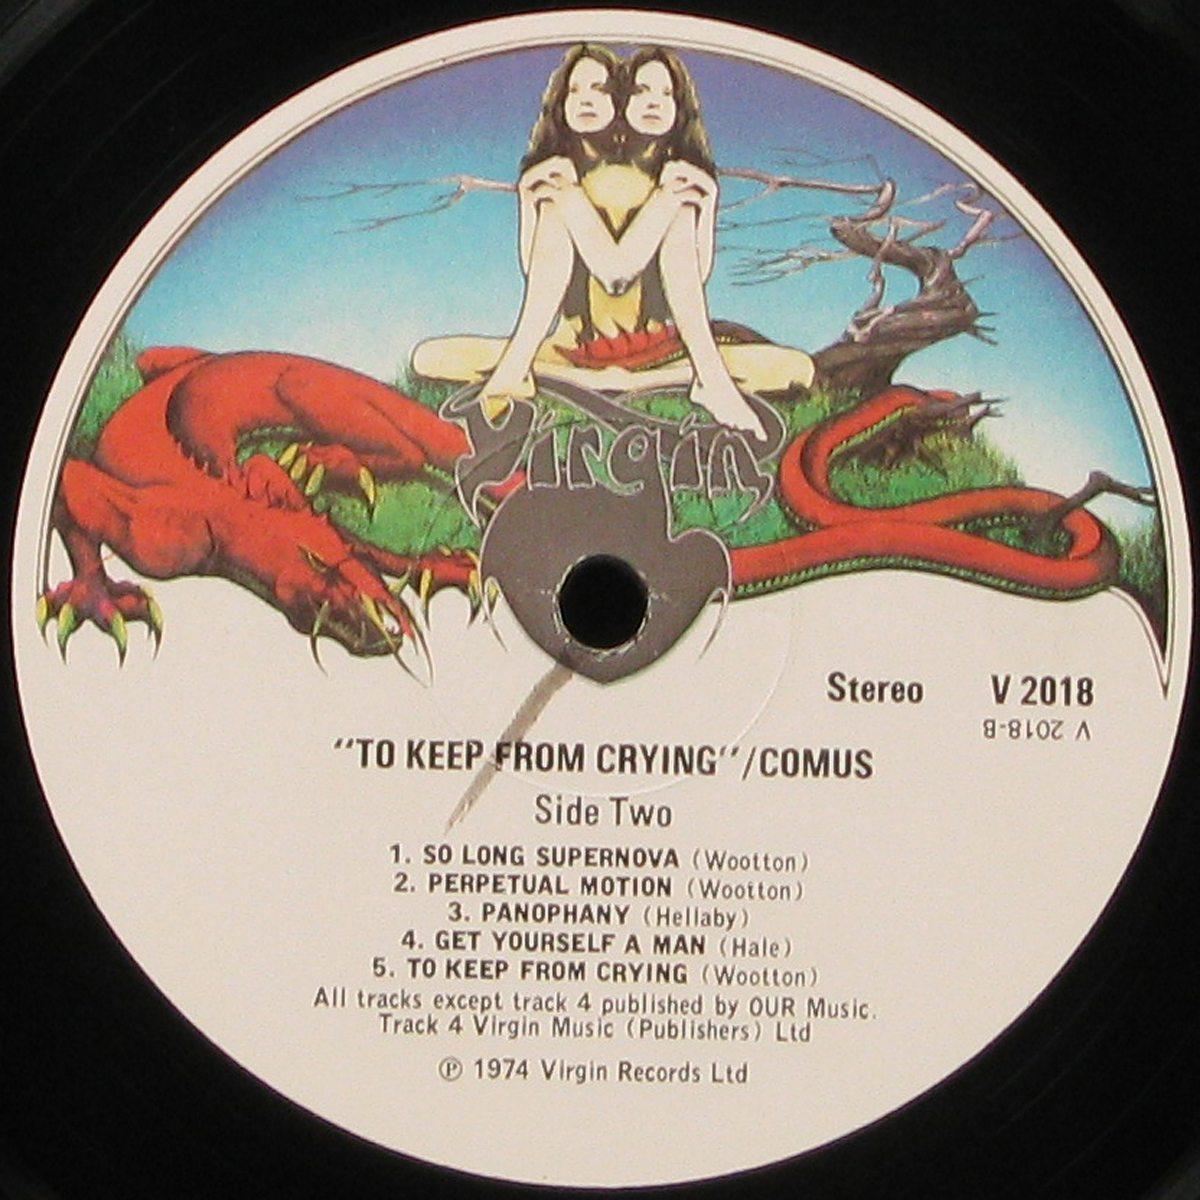 Virgin
Stereo V 2018
V 2018-B
“TO KEEP FROM CRYING”/COMUS
Side Two
1. SO LONG SUPERNOVA (Wootton)
2. PERPETUAL MOTION (Wootton)
3. PANOPHANY (Hellaby)
4. GET YOURSELF A MAN (Hale)
5. TO KEEP FROM CRYING (Wootton)
All tracks except track 4 published by OUR Music.
Track 4 Virgin Music (Publishers) Ltd
℗ 1974 Virgin Records Ltd